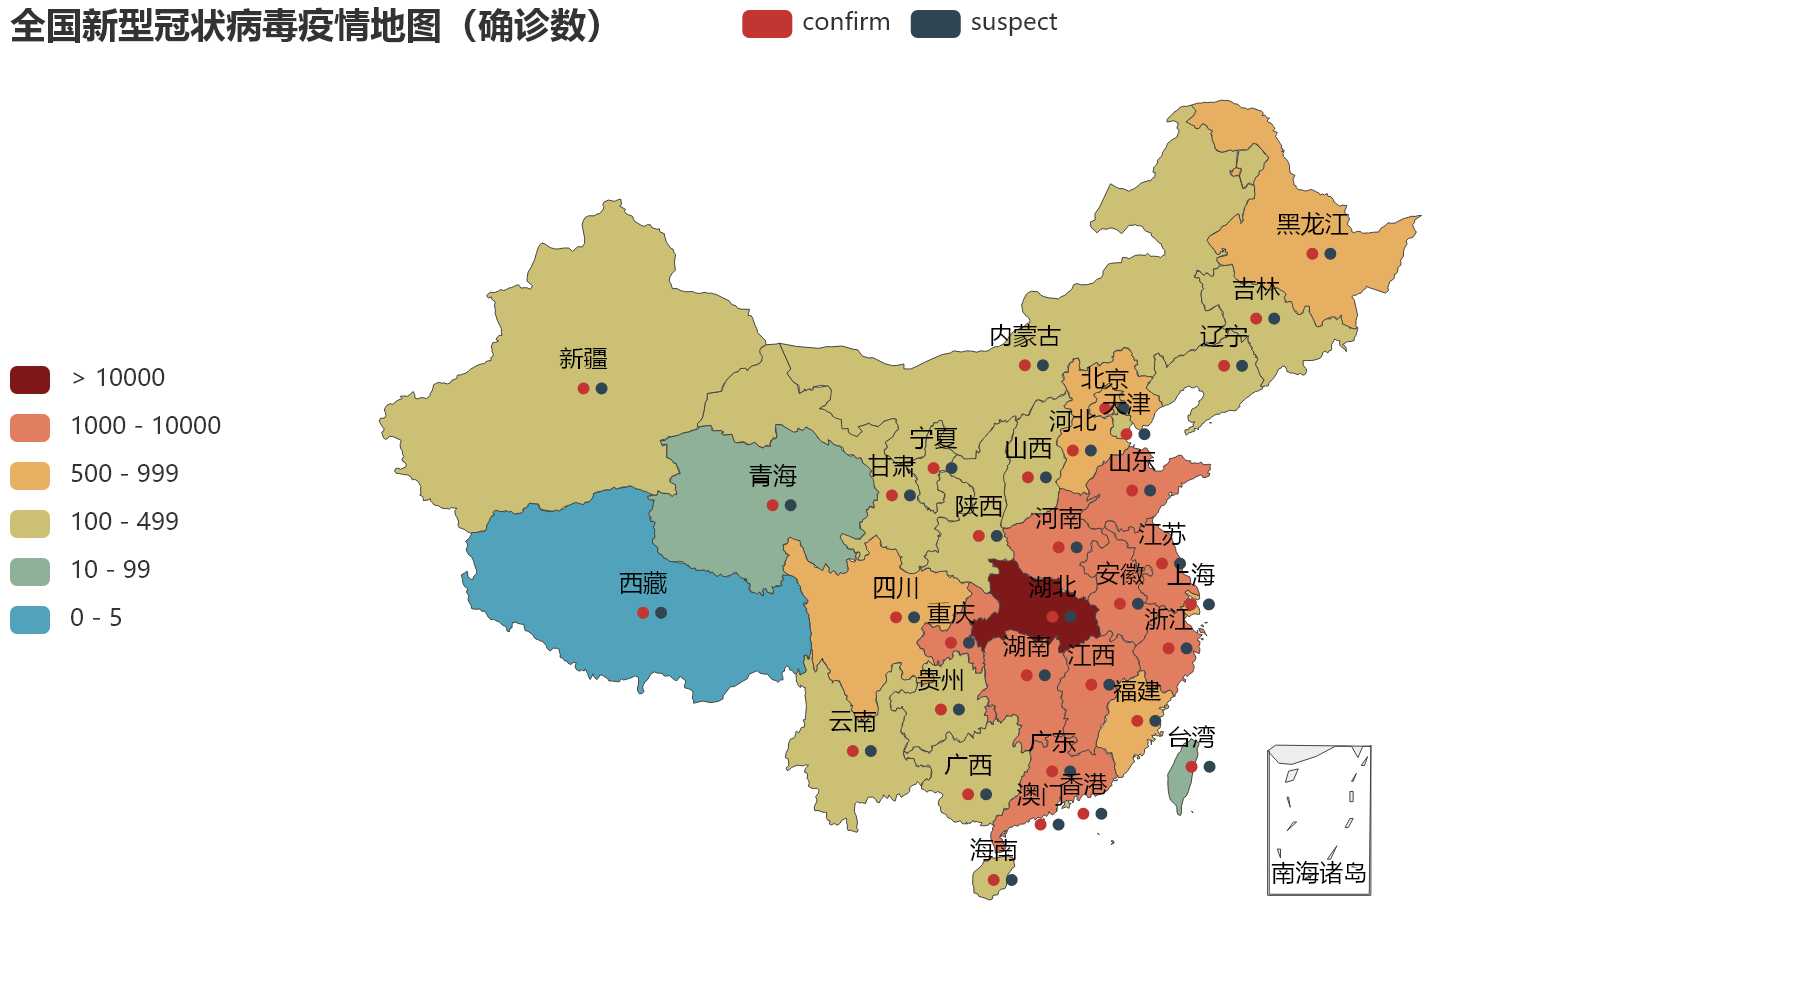 全国新型冠状病毒疫情地图（确诊数）
confirm
suspect
黑龙江
吉林
辽宁
内蒙古
新疆
北京
天津
河北
宁夏
山西
山东
甘肃
青海
陕西
河南
江苏
安徽
上海
西藏
四川
湖北
重庆
浙江
湖南
江西
贵州
福建
云南
台湾
广东
广西
香港
澳门
海南
南海诸岛
> 10000
1000 - 10000
500 - 999
100 - 499
10 - 99
0 - 5